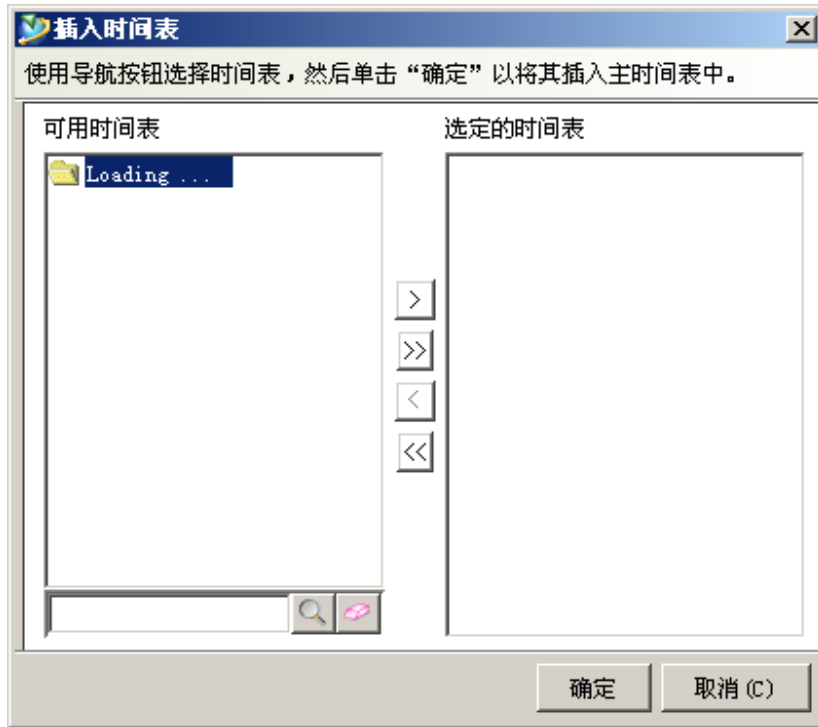 插入时间表
使用导航按钮选择时间表，然后单击“确定”以将其插入主时间表中。
可用时间表
选定的时间表
Loading ...
>
>>
<
<<
确定
取消(C)